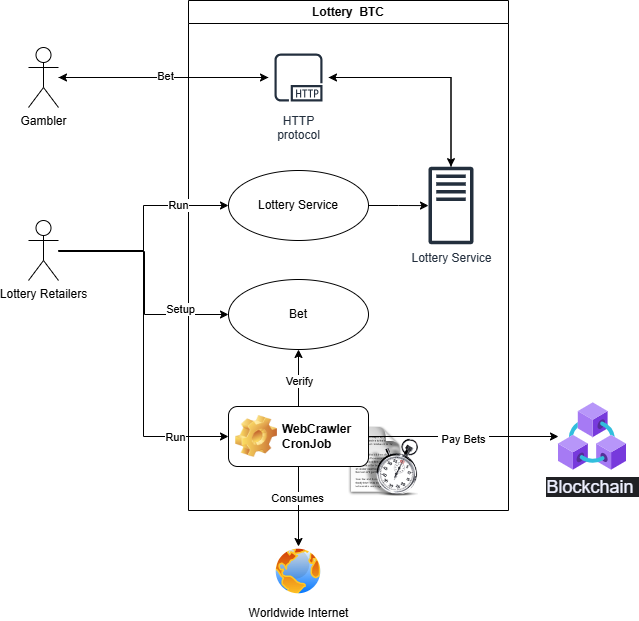 Lottery BTC
Bet
HTTP
Gambler
HTTP
protocol
Run
Lottery Service
Lottery Service
Lottery Retailers
Setup
Bet
Verify
WebCrawler
CronJob
Run
Pay Bets
Blockchain
Consumes
Worldwide Internet